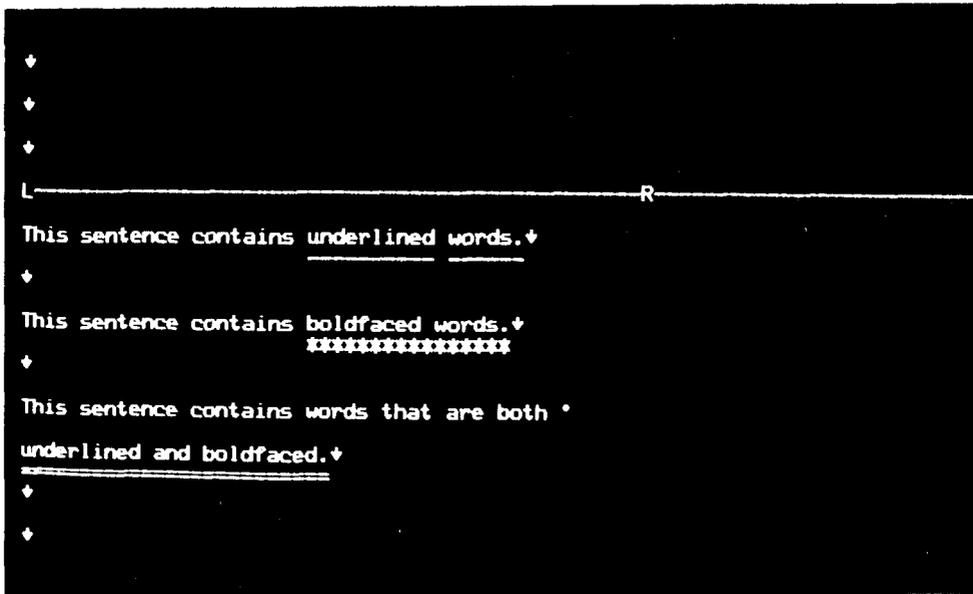 ↓
↓
↓
L R
This sentence contains underlined words.↓
↓
This sentence contains boldfaced words.↓
****************
↓
This sentence contains words that are both °
underlined and boldfaced.↓
↓
↓